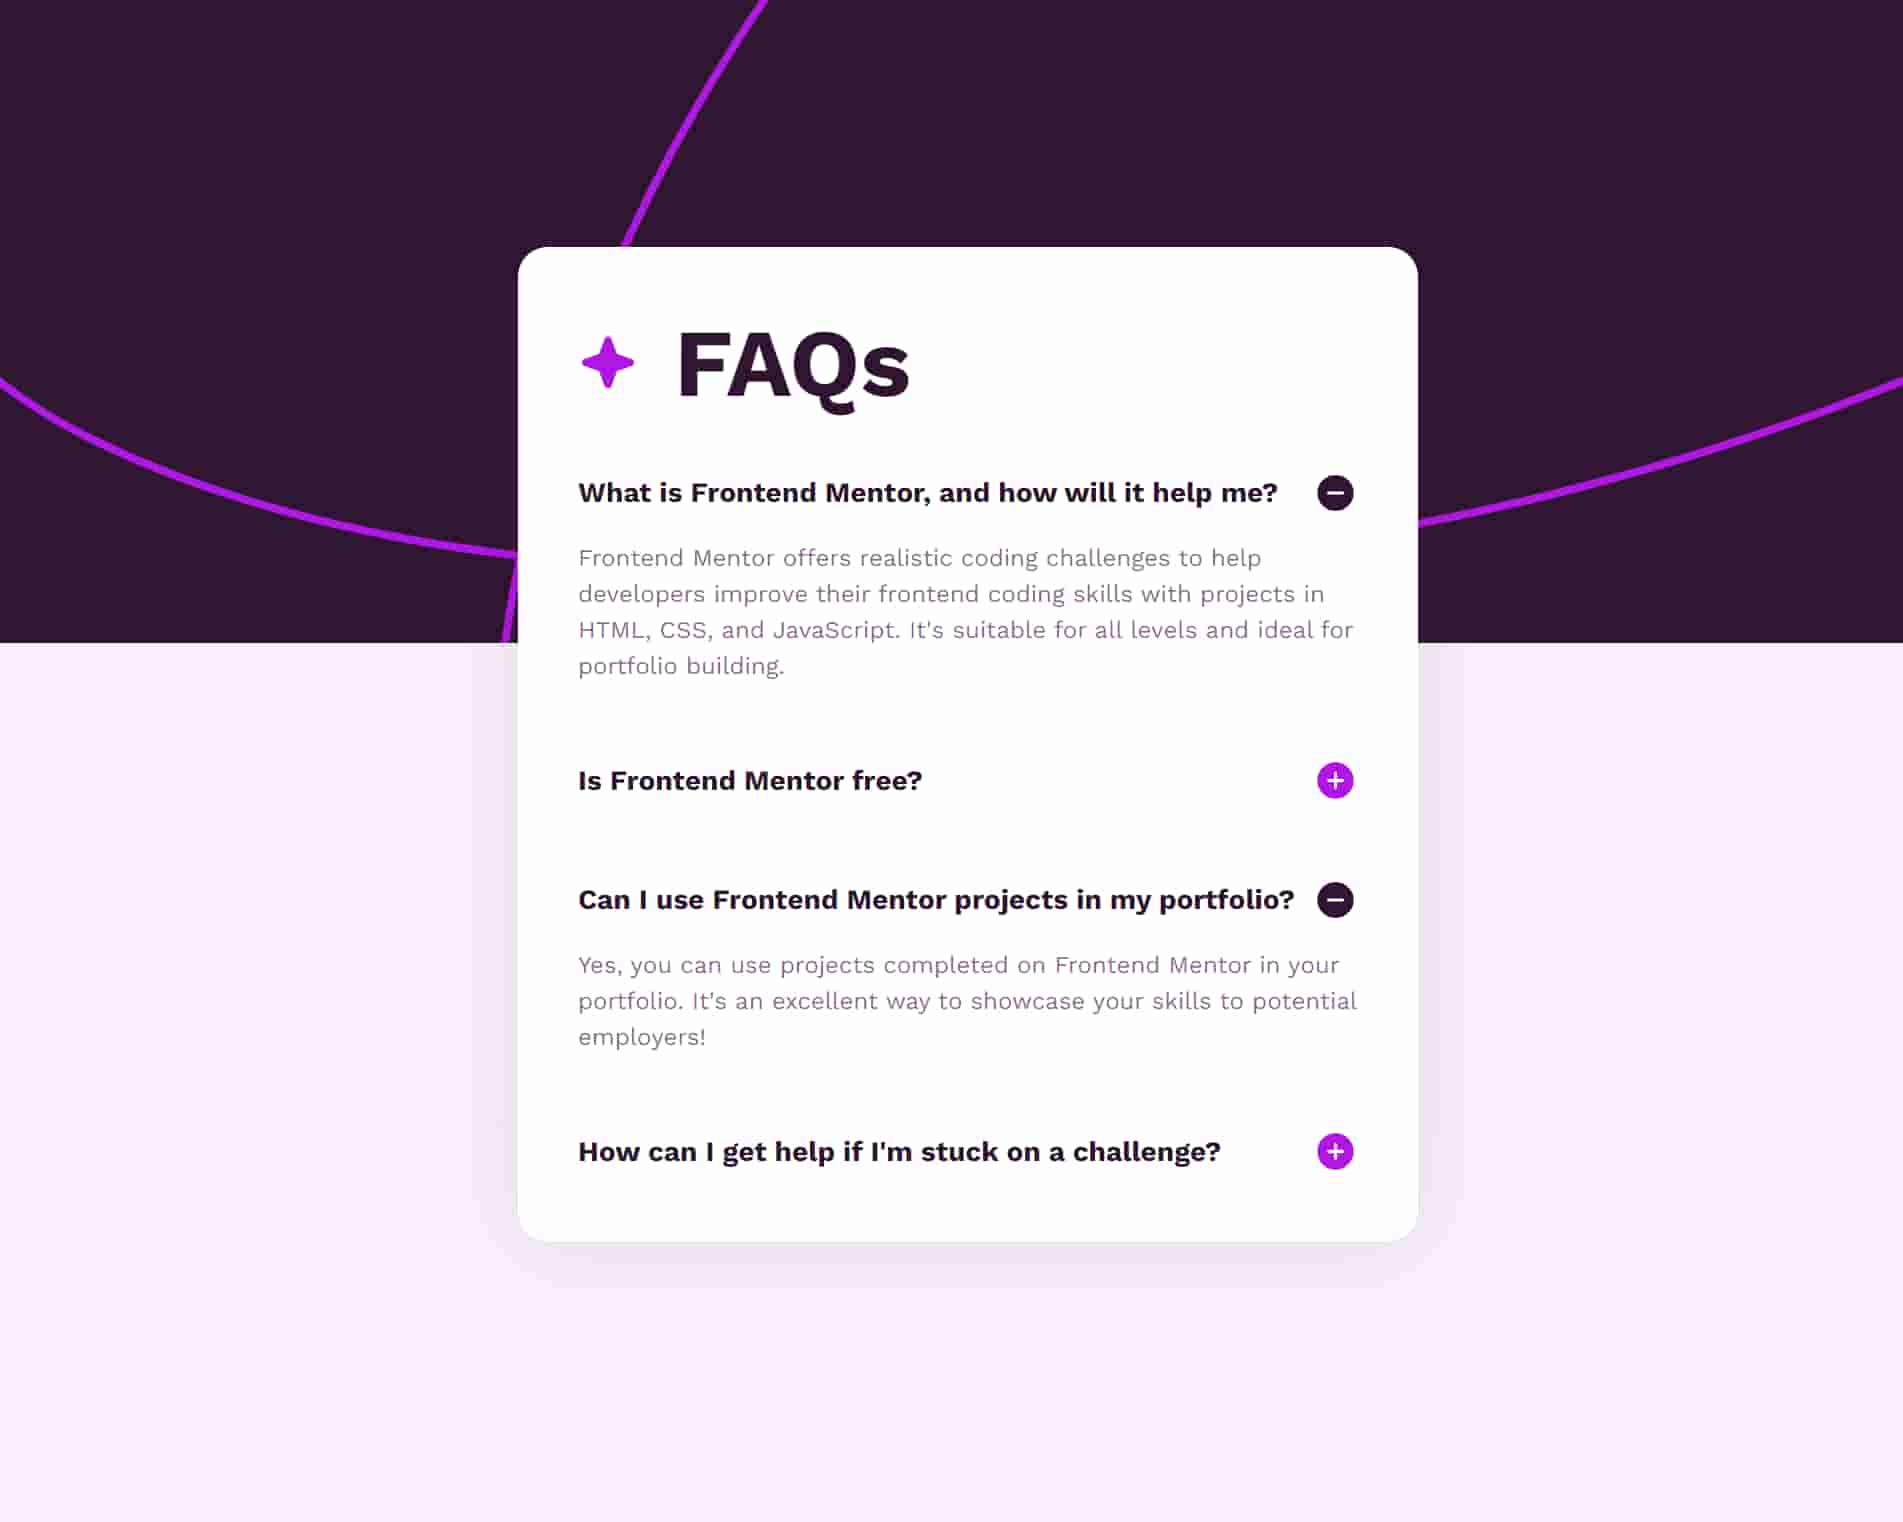 FAQs
What is Frontend Mentor, and how will it help me?
Frontend Mentor offers realistic coding challenges to help
developers improve their frontend coding skills with projects in
HTML, CSS, and JavaScript. It's suitable for all levels and ideal for
portfolio building.
Is Frontend Mentor free?
Can I use Frontend Mentor projects in my portfolio?
Yes, you can use projects completed on Frontend Mentor in your
portfolio. It's an excellent way to showcase your skills to potential
employers!
How can I get help if I'm stuck on a challenge?